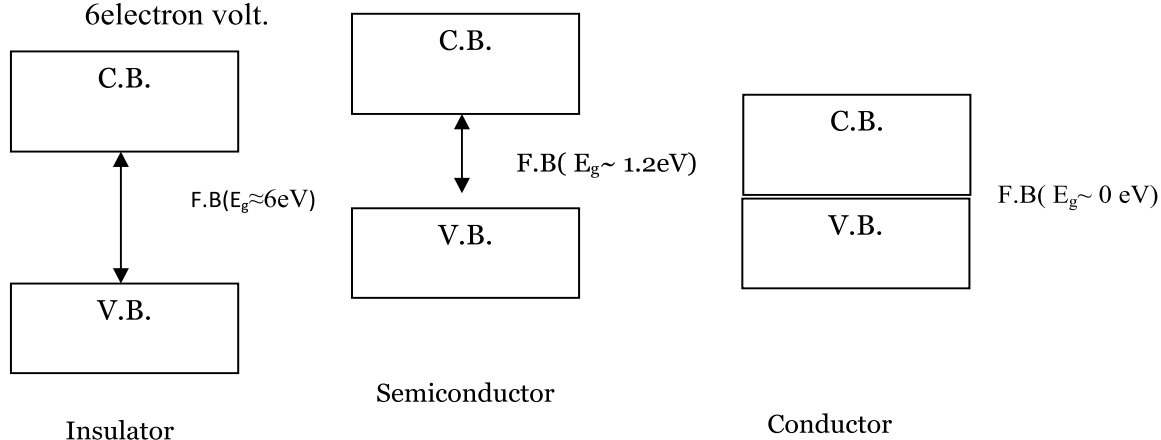 6electron volt.
C.B.
F.B(Eg≈6eV)
V.B.
Insulator
C.B.
F.B( Eg~ 1.2eV)
V.B.
Semiconductor
C.B.
F.B( Eg~ 0 eV)
V.B.
Conductor